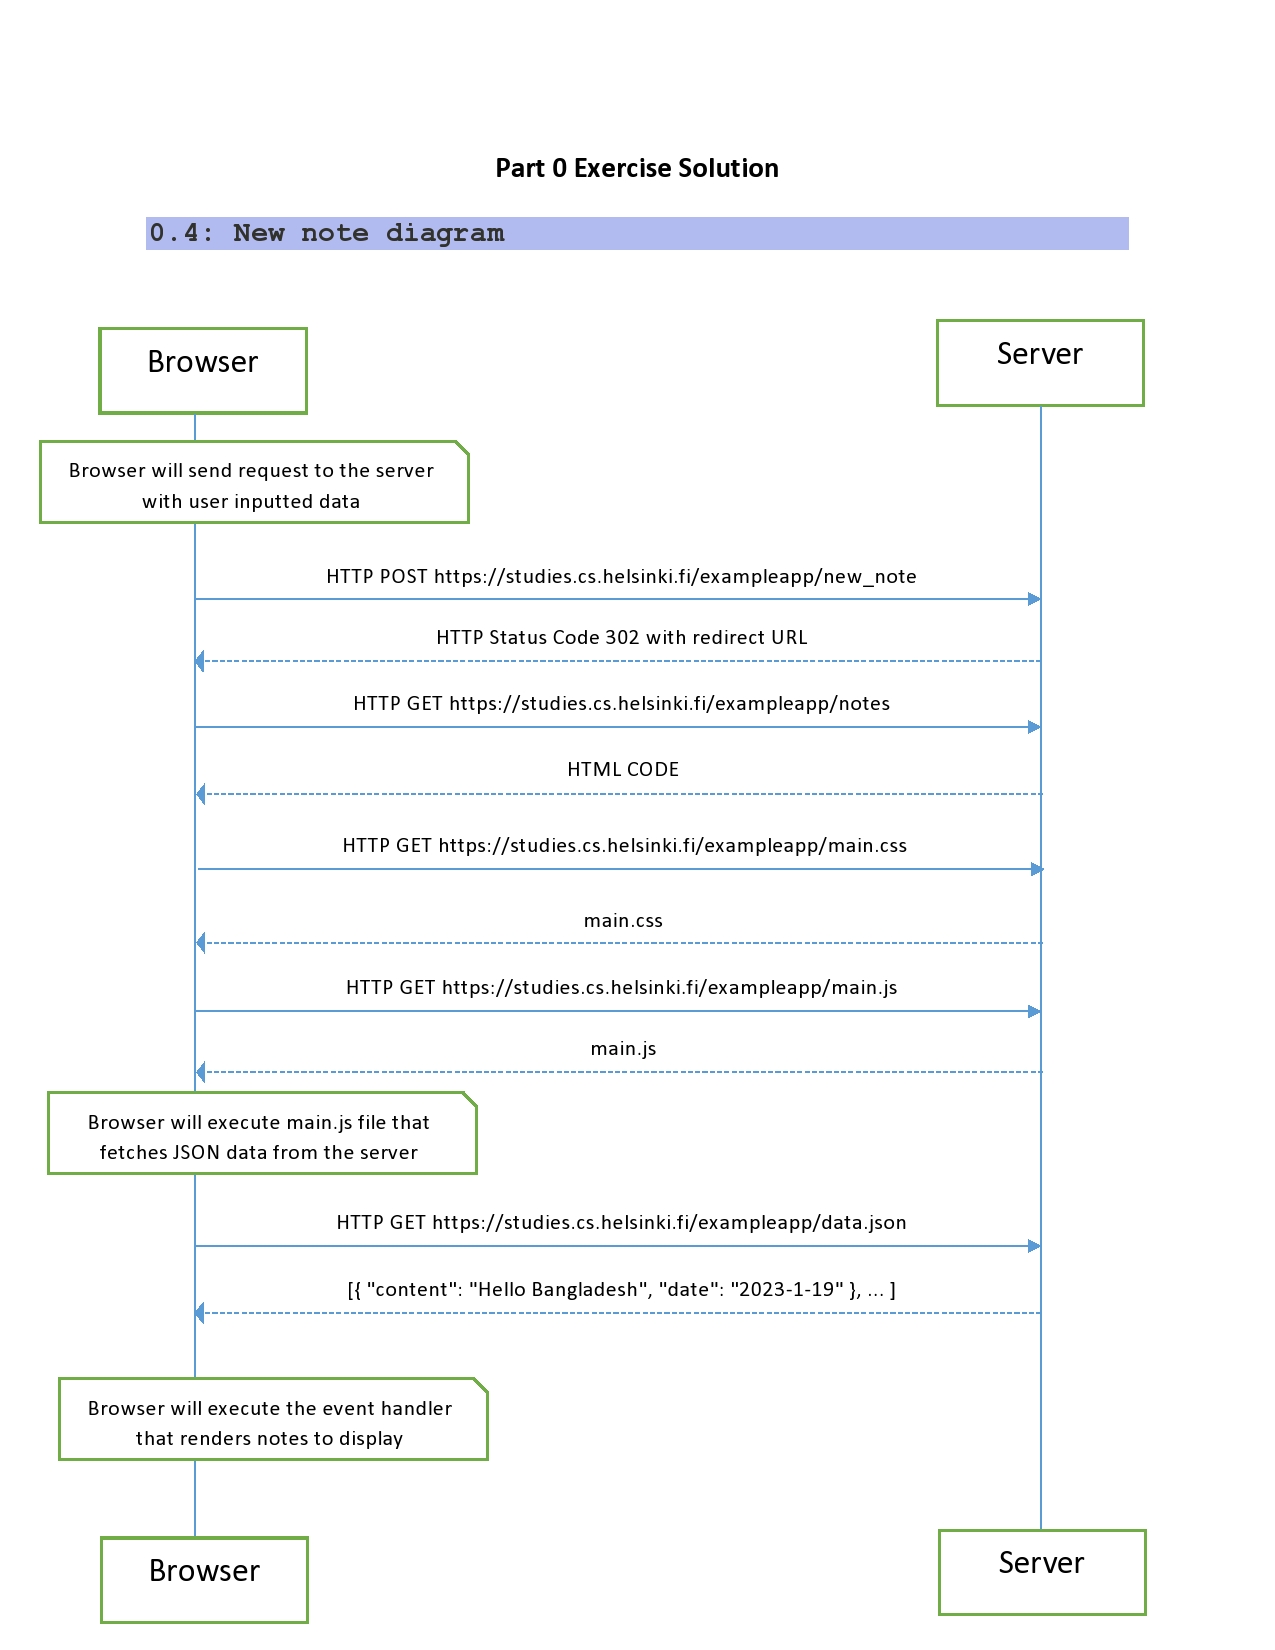 Part 0 Exercise Solution
0.4: New note diagram
Browser
Server
Browser will send request to the server
with user inputted data
HTTP POST https://studies.cs.helsinki.fi/exampleapp/new_note
HTTP Status Code 302 with redirect URL
HTTP GET https://studies.cs.helsinki.fi/exampleapp/notes
HTML CODE
HTTP GET https://studies.cs.helsinki.fi/exampleapp/main.css
main.css
HTTP GET https://studies.cs.helsinki.fi/exampleapp/main.js
main.js
Browser will execute main.js file that
fetches JSON data from the server
HTTP GET https://studies.cs.helsinki.fi/exampleapp/data.json
[{ "content": "Hello Bangladesh", "date": "2023-1-19" }, ... ]
Browser will execute the event handler
that renders notes to display
Browser
Server